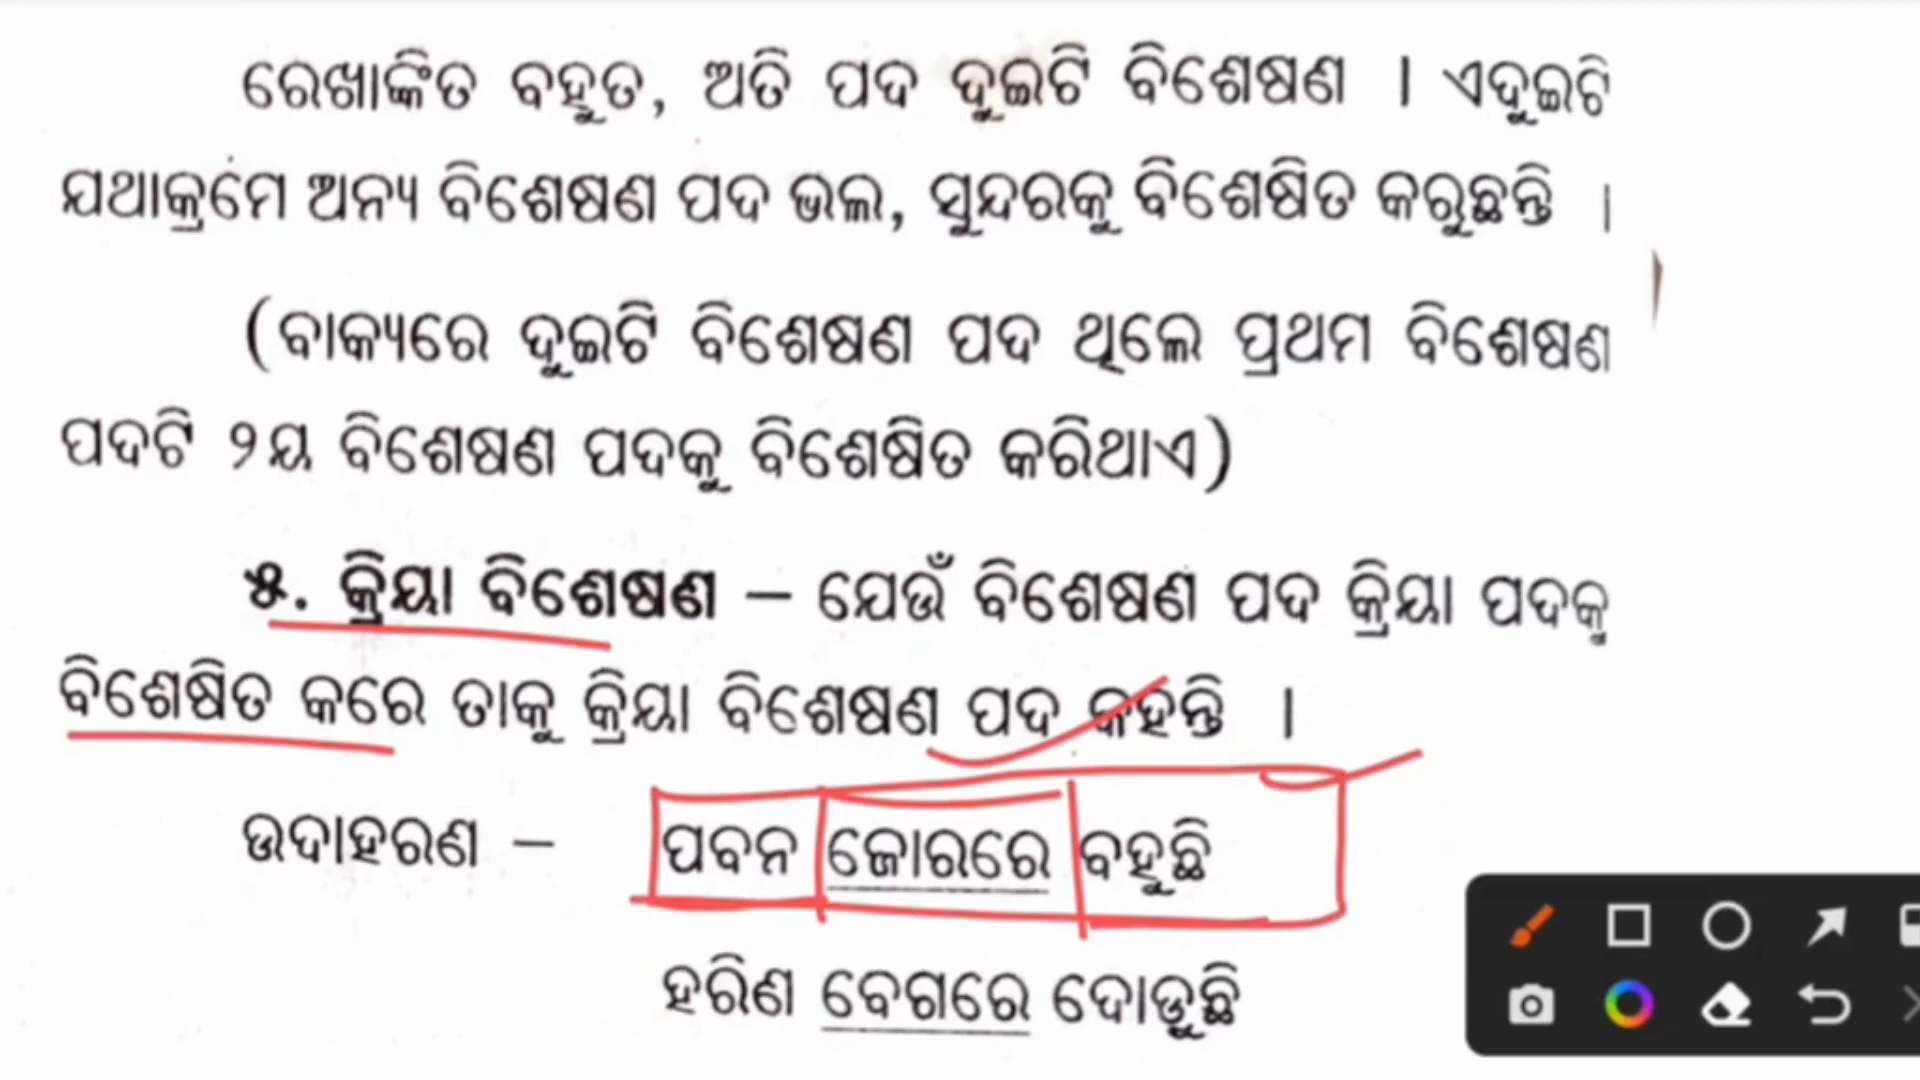 ରେଖାଙ୍କିତ ବହୁତ, ଅତି ପଦ ଦୁଇଟି ବିଶେଷଣ । ଏଦୁଇଟି
ଯଥାକ୍ରମେ ଅନ୍ୟ ବିଶେଷଣ ପଦ ଭଲ, ସୁନ୍ଦରକୁ ବିଶେଷିତ କରୁଛନ୍ତି ।
(ବାକ୍ୟରେ ଦୁଇଟି ବିଶେଷଣ ପଦ ଥିଲେ ପ୍ରଥମ ବିଶେଷଣ
ପଦଟି ୨ୟ ବିଶେଷଣ ପଦକୁ ବିଶେଷିତ କରିଥାଏ)
୫. କ୍ରିୟା ବିଶେଷଣ – ଯେଉଁ ବିଶେଷଣ ପଦ କ୍ରିୟା ପଦକୁ
ବିଶେଷିତ କରେ ତାକୁ କ୍ରିୟା ବିଶେଷଣ ପଦ କହନ୍ତି ।
ଉଦାହରଣ – ପବନ ଜୋରରେ ବହୁଛି
ହରିଣ ବେଗରେ ଦୋଡୁଛି